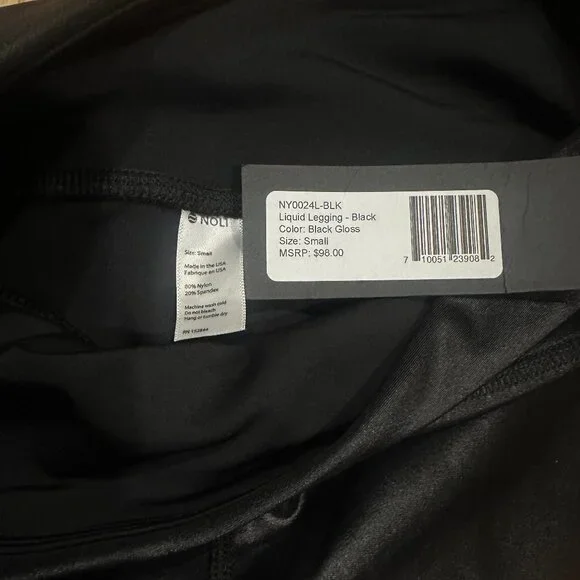 NOLI
Size: Small
Made in the USA
Fabriqué en USA
80% Nylon
20% Spandex
Machine wash cold
Do not bleach
Hang or tumble dry
NY0024L-BLK
Liquid Legging - Black
Color: Black Gloss
Size: Small
MSRP: $98.00
7 10051 23908 2